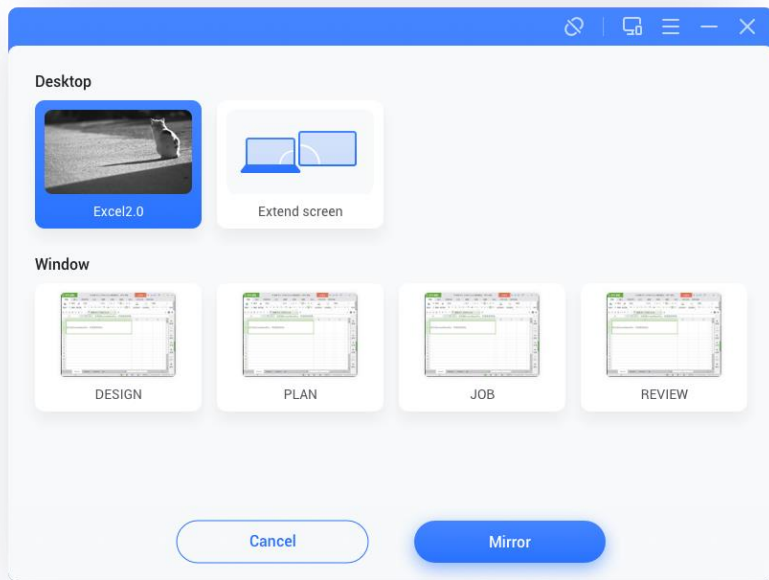 Desktop
Excel2.0
Extend screen
Window
DESIGN
PLAN
JOB
REVIEW
Cancel
Mirror